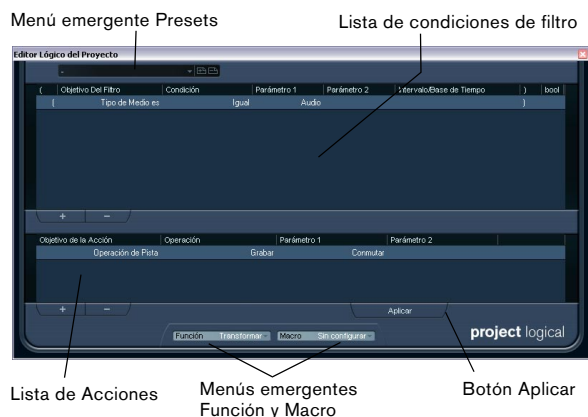 Menú emergente Presets
Lista de condiciones de filtro
Editor Lógico del Proyecto
( Objetivo Del Filtro Condición Parámetro 1 Parámetro 2 Intervalo/Base de Tiempo ) bool
( Tipo de Medio es Igual Audio )
+ −
Objetivo de la Acción Operación Parámetro 1 Parámetro 2
Operación de Pista Grabar Conmutar
+ − Aplicar
Función Transformar Macro Sin configurar
project logical
Lista de Acciones
Menús emergentes
Función y Macro
Botón Aplicar